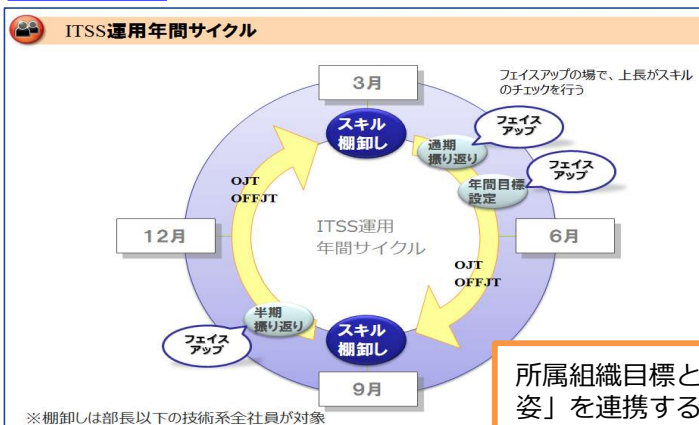 ITSS運用年間サイクル
3月
フェイスアップの場で、上長がスキル
のチェックを行う
スキル
棚卸し
通期
振り返り
フェイス
アップ
年間目標
設定
フェイス
アップ
OJT
OFFJT
12月
ITSS運用
年間サイクル
6月
OJT
OFFJT
半期
振り返り
フェイス
アップ
スキル
棚卸し
9月
所属組織目標と
姿」を連携する
※棚卸しは部長以下の技術系全社員が対象